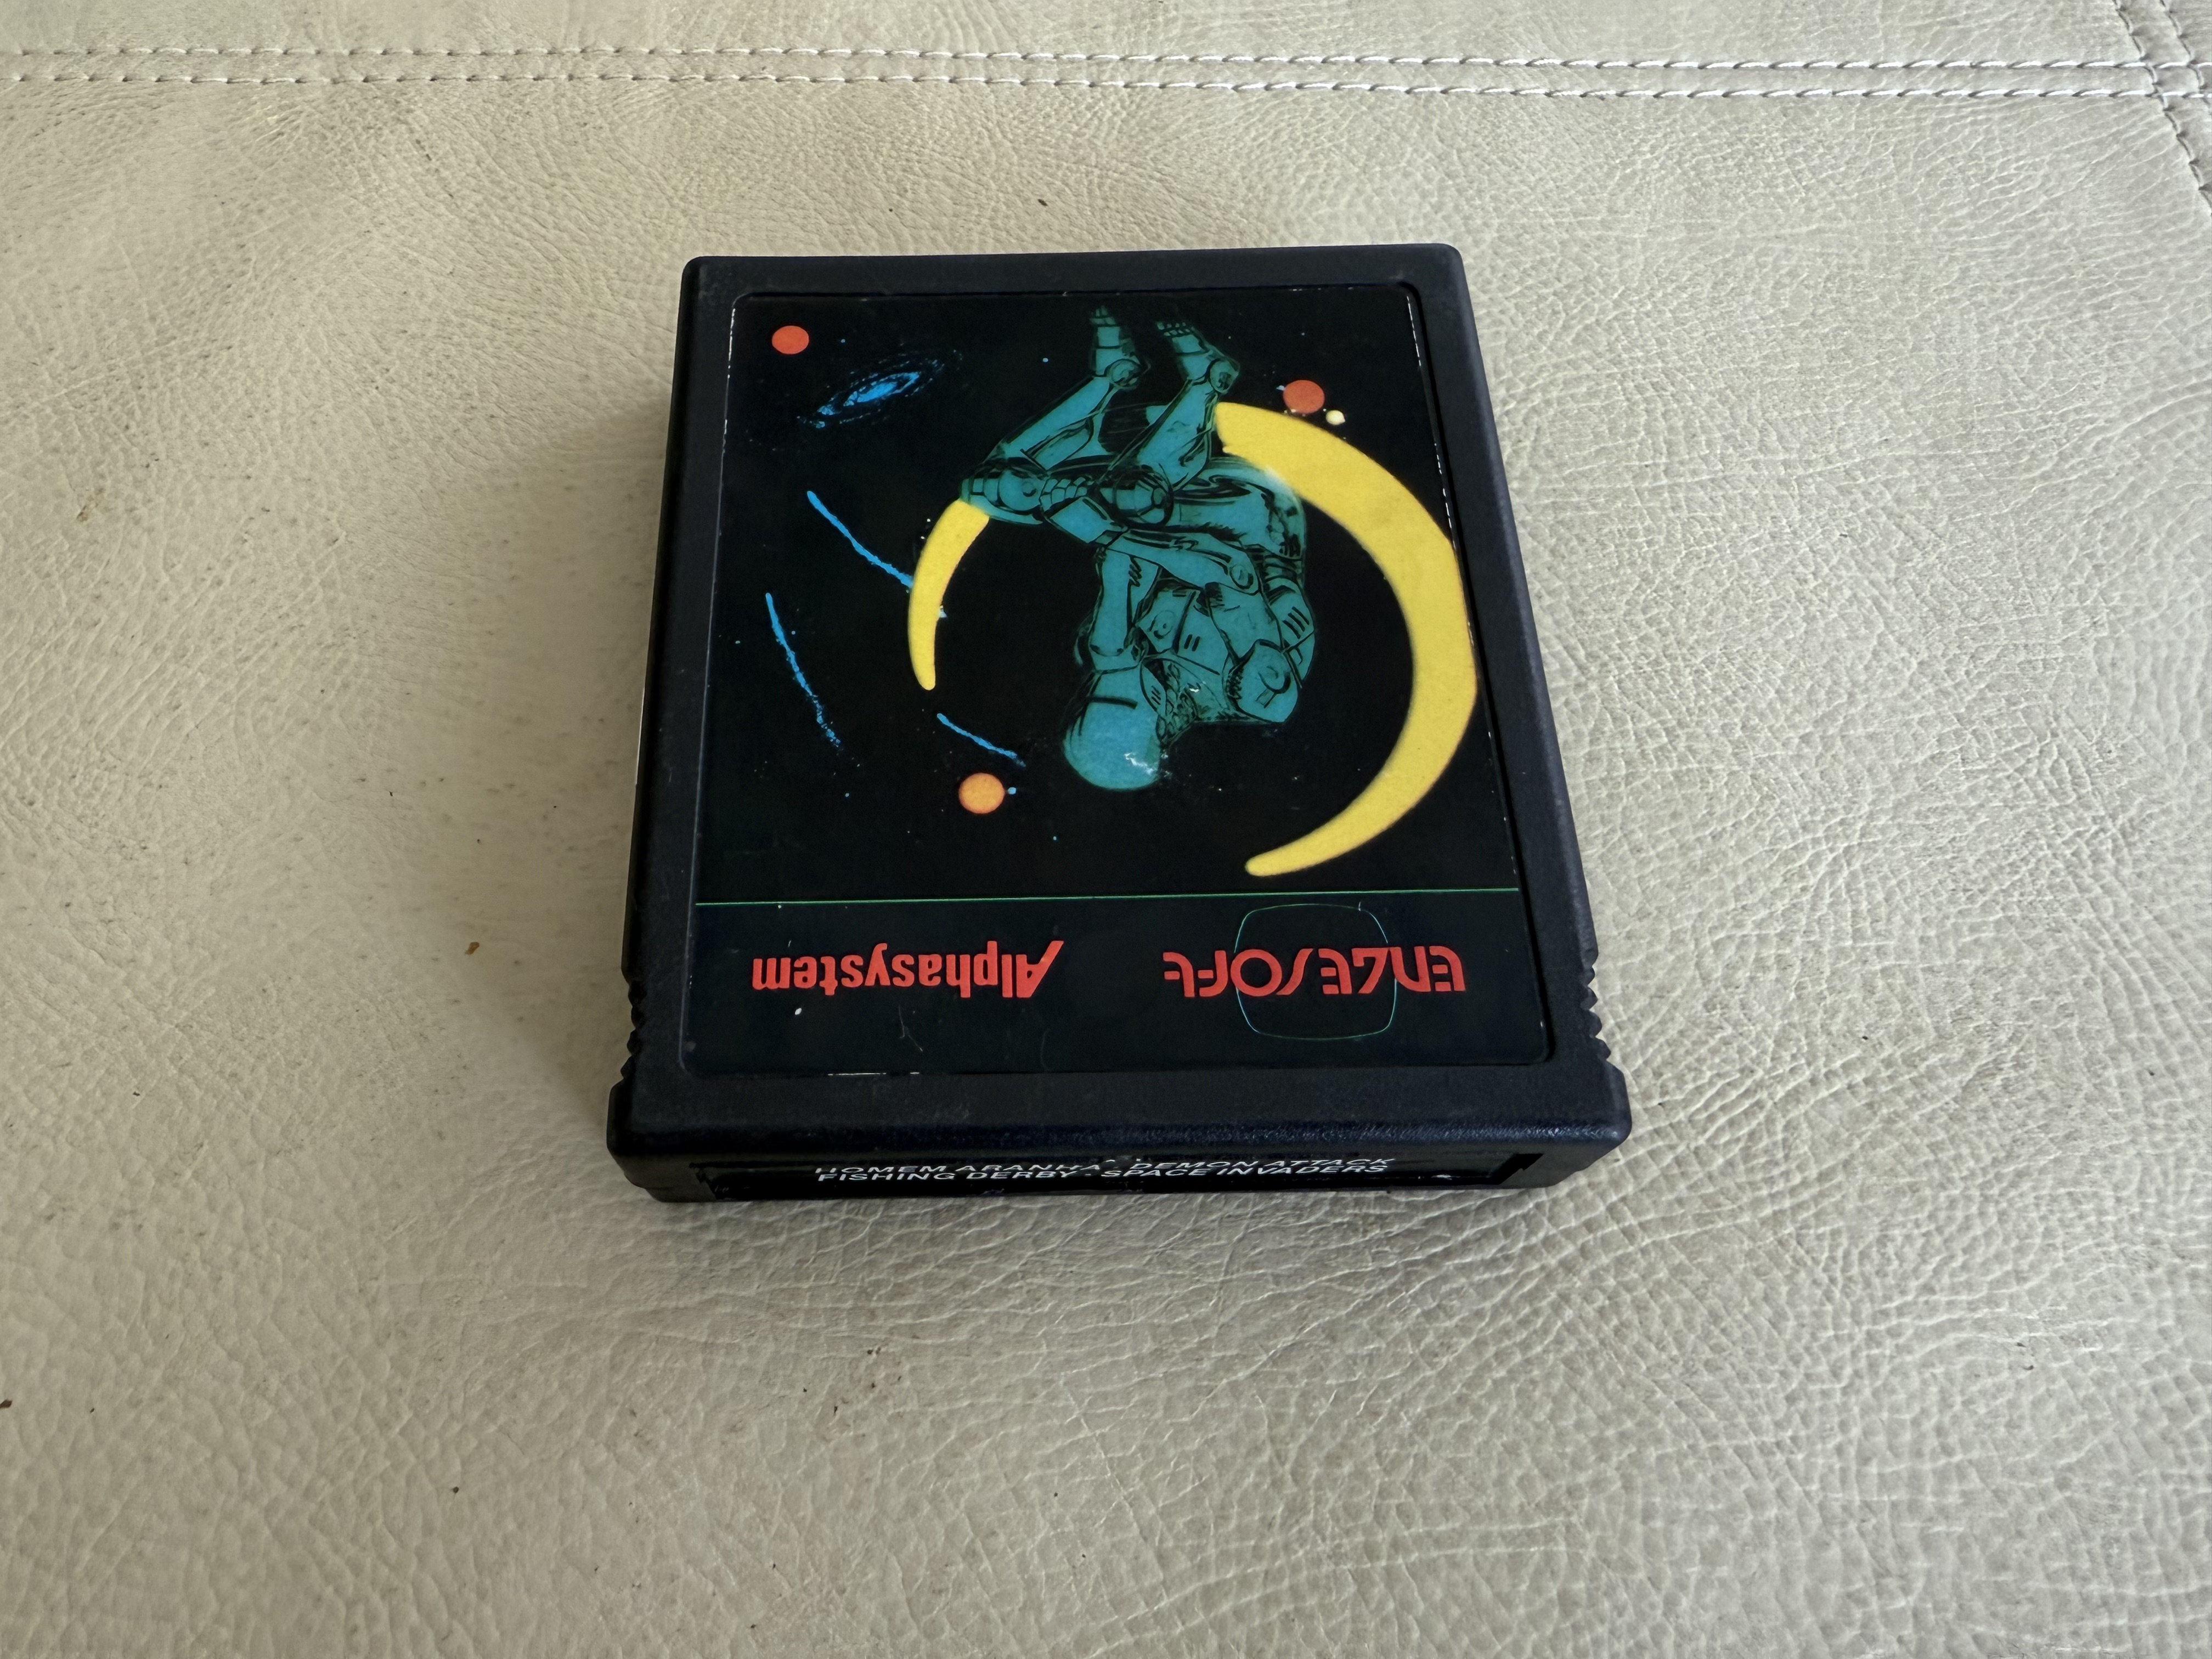 ENGESOFT Alphasystem
HOMEM ARANHA · DEMON ATTACK
FISHING DERBY · SPACE INVADERS